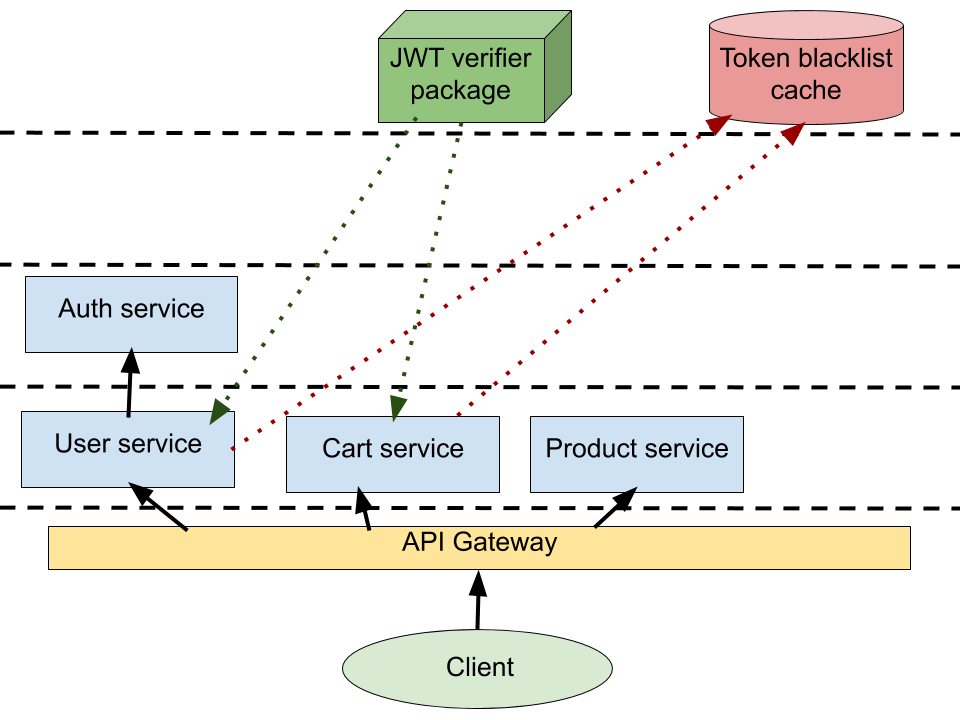 JWT verifier
package
Token blacklist
cache
Auth service
User service
Cart service
Product service
API Gateway
Client